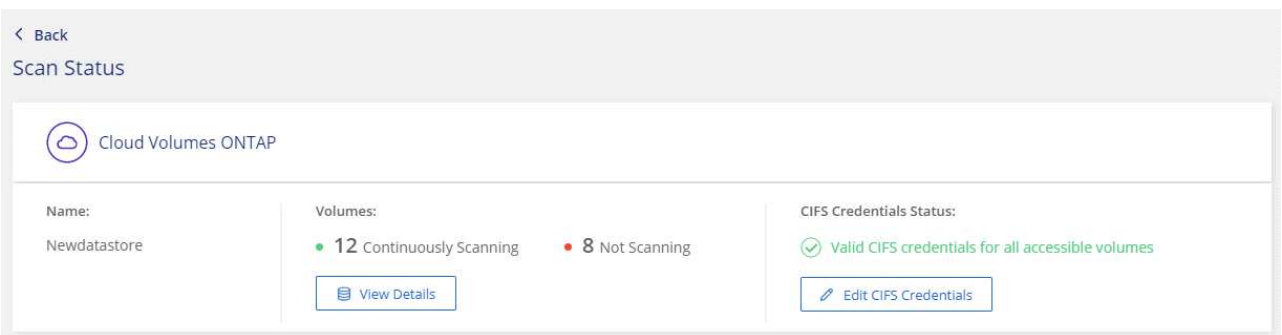 Back
Scan Status
Cloud Volumes ONTAP
Name:
Newdatastore
Volumes:
12 Continuously Scanning
8 Not Scanning
View Details
CIFS Credentials Status:
Valid CIFS credentials for all accessible volumes
Edit CIFS Credentials